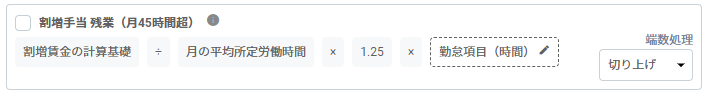 割増手当 残業（月45時間超）
端数処理
割増賃金の計算基礎 ÷ 月の平均所定労働時間 × 1.25 × 勤怠項目（時間） 切り上げ